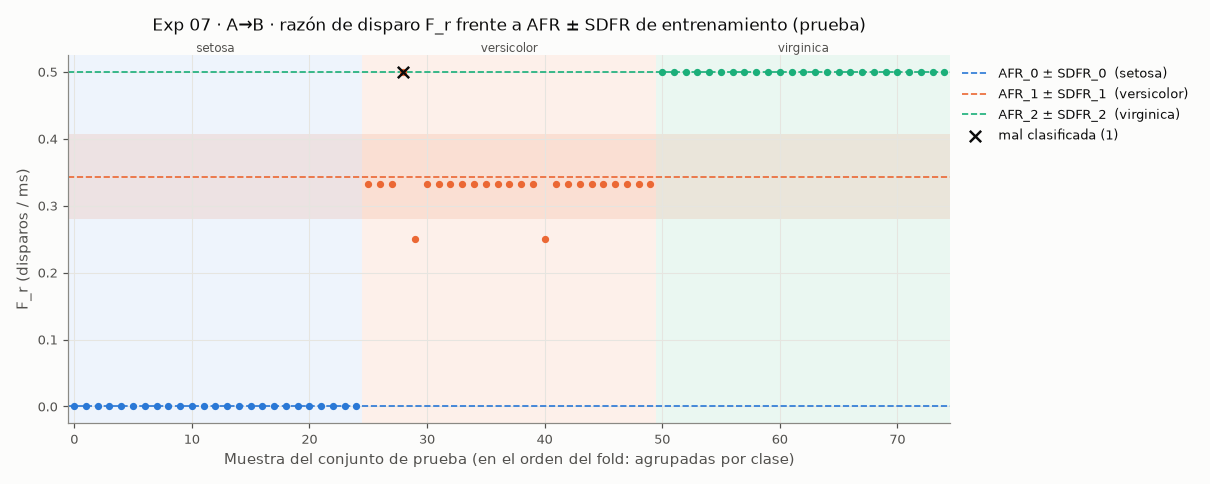 Exp 07 · A→B · razón de disparo F_r frente a AFR ± SDFR de entrenamiento (prueba)
setosa versicolor virginica
AFR_0 ± SDFR_0 (setosa)
AFR_1 ± SDFR_1 (versicolor)
AFR_2 ± SDFR_2 (virginica)
mal clasificada (1)
F_r (disparos / ms)
0.5
0.4
0.3
0.2
0.1
0.0
0 10 20 30 40 50 60 70
Muestra del conjunto de prueba (en el orden del fold: agrupadas por clase)